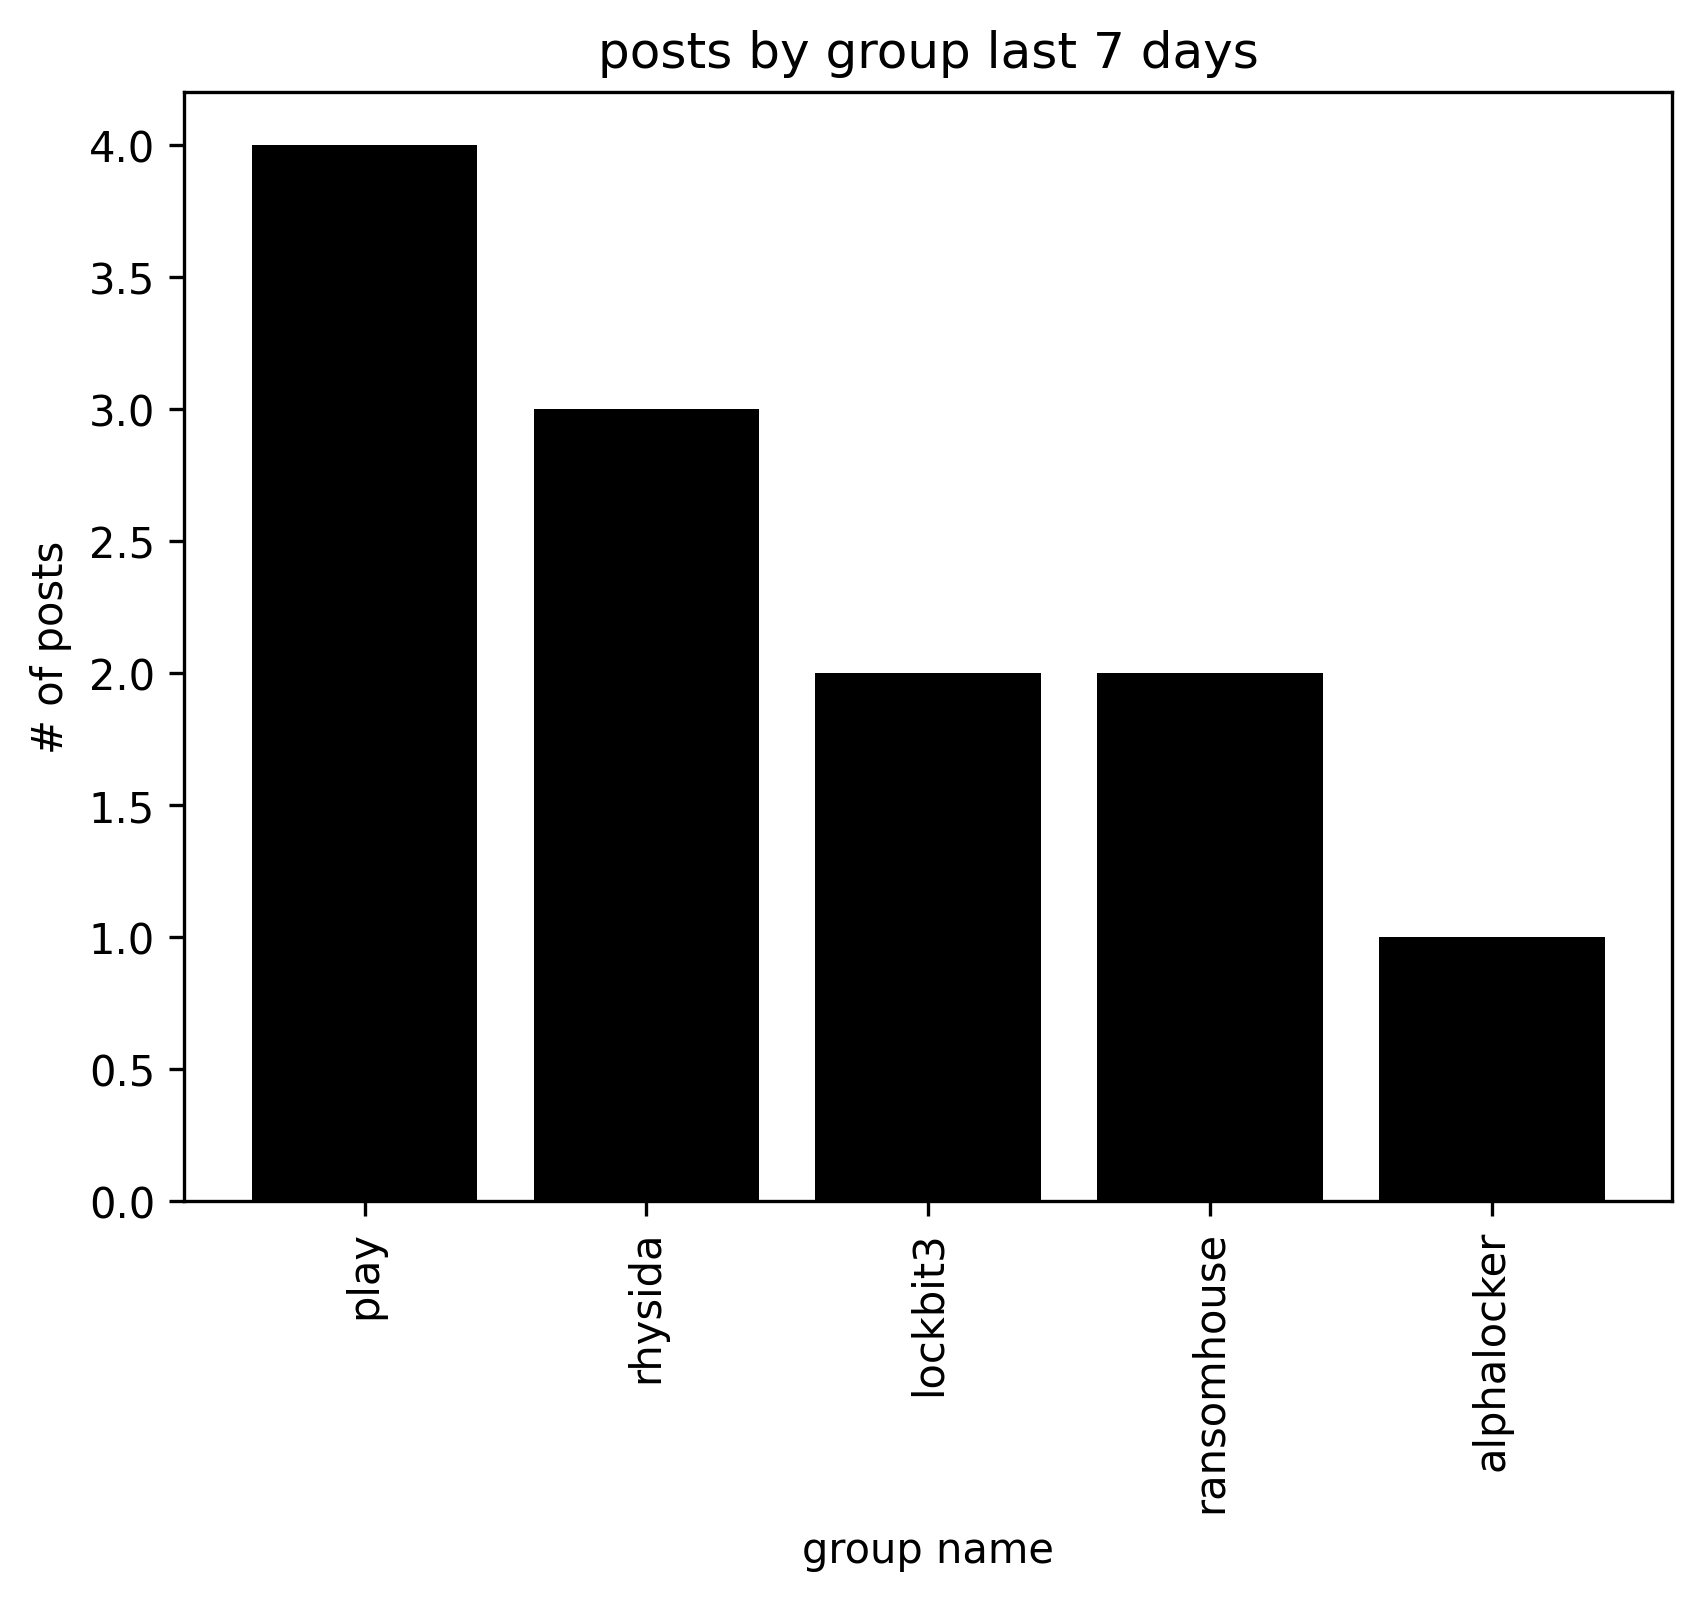 posts by group last 7 days
4.0
3.5
3.0
2.5
2.0
1.5
1.0
0.5
0.0
# of posts
play
rhysida
lockbit3
ransomhouse
alphalocker
group name